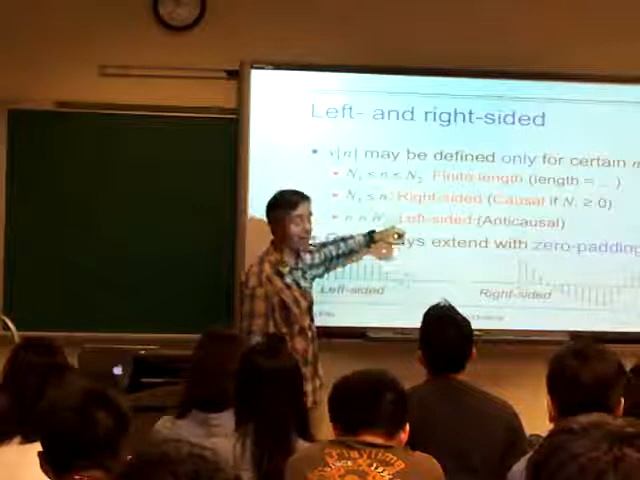 Left- and right-sided
• x[n] may be defined only for certain n
• N₁ ≤ n ≤ N₂: Finite length (length = .. )
• N₁ ≤ n: Right-sided (Causal if N₁ ≥ 0)
• n ≤ N Left-sided (Anticausal)
ys extend with zero-padding
Left-sided
Right-sided
Playtime